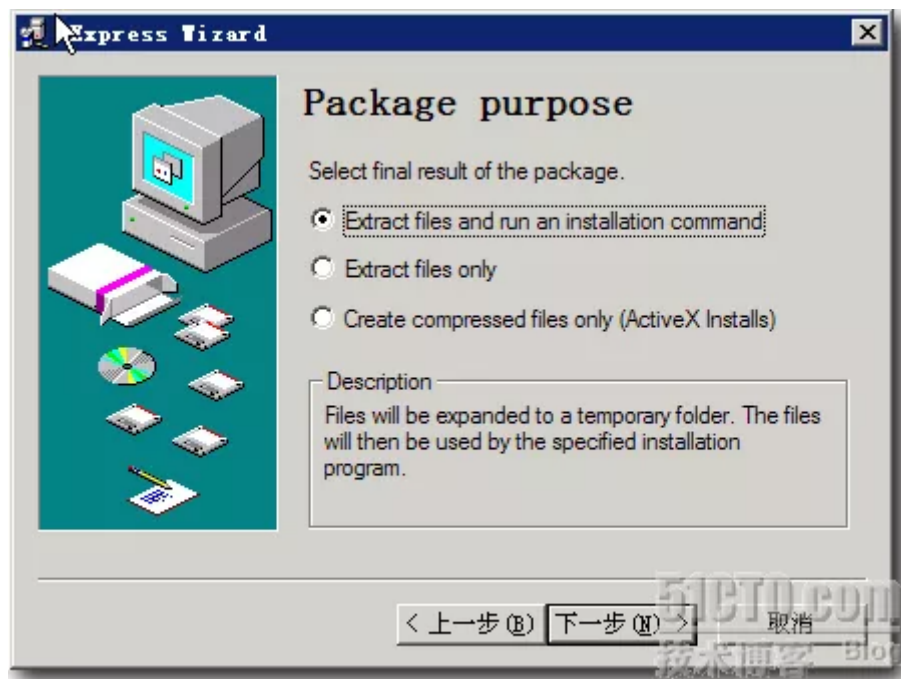 Express Wizard
Package purpose
Select final result of the package.
Extract files and run an installation command
Extract files only
Create compressed files only (ActiveX Installs)
Description
Files will be expanded to a temporary folder. The files
will then be used by the specified installation
program.
< 上一步(B) 下一步(N) > 取消
51CTO.com
技术博客 Blog